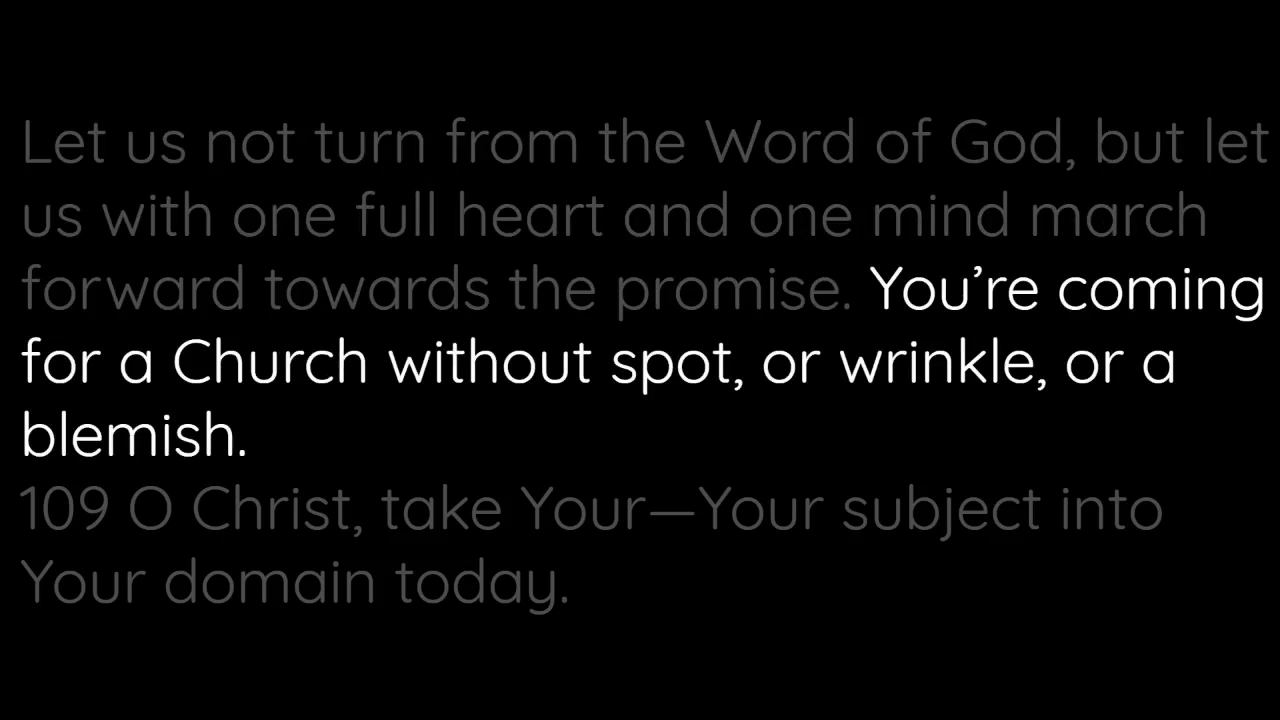 Let us not turn from the Word of God, but let
us with one full heart and one mind march
forward towards the promise. You’re coming
for a Church without spot, or wrinkle, or a
blemish.
109 O Christ, take Your—Your subject into
Your domain today.